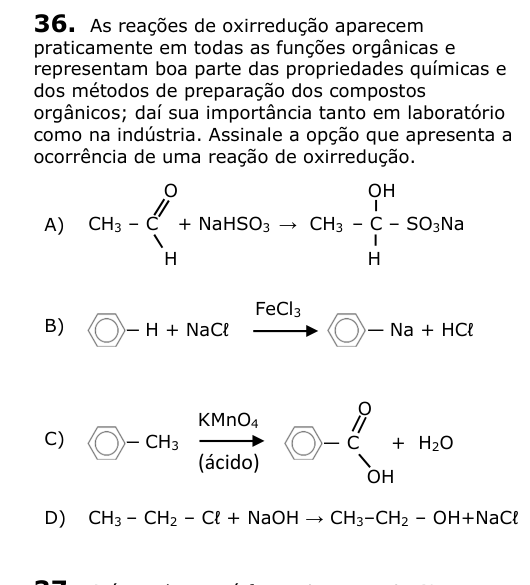 36. As reações de oxirredução aparecem
praticamente em todas as funções orgânicas e
representam boa parte das propriedades químicas e
dos métodos de preparação dos compostos
orgânicos; daí sua importância tanto em laboratório
como na indústria. Assinale a opção que apresenta a
ocorrência de uma reação de oxirredução.
O OH
A) CH₃ – C + NaHSO₃ → CH₃ – C – SO₃Na
H H
FeCl₃
B) – H + NaCℓ – Na + HCℓ
KMnO₄ O
C) – CH₃ – C + H₂O
(ácido) OH
D) CH₃ – CH₂ – Cℓ + NaOH → CH₃–CH₂ – OH+NaCℓ